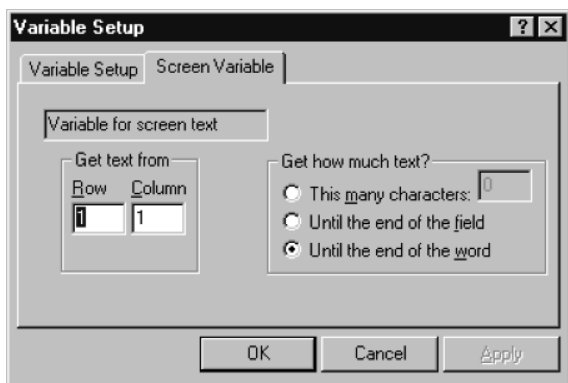 Variable Setup
Variable Setup Screen Variable
Variable for screen text
Get text from
Row Column
1 1
Get how much text?
This many characters: 0
Until the end of the field
Until the end of the word
OK Cancel Apply